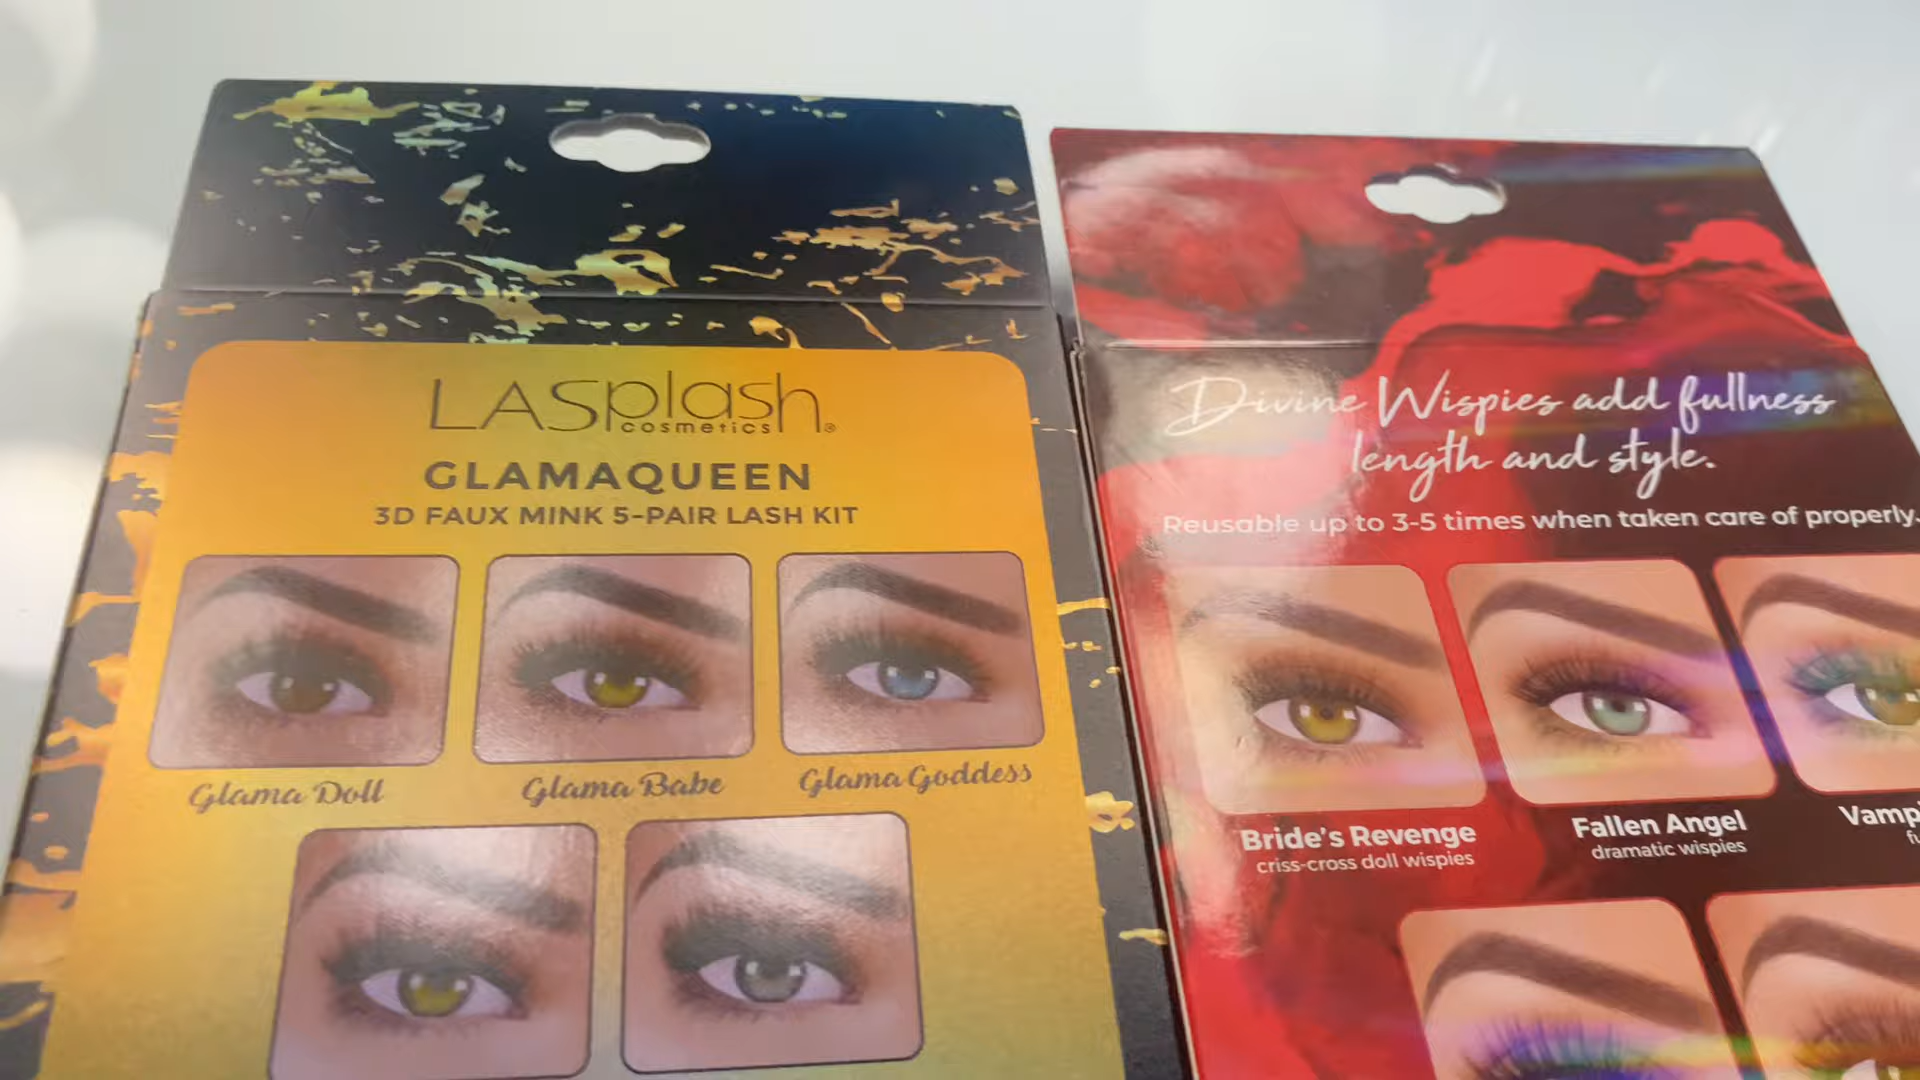 LASplash
cosmetics®
GLAMAQUEEN
3D FAUX MINK 5-PAIR LASH KIT
Glama Doll
Glama Babe
Glama Goddess
Divine Wispies add fullness
length and style.
Reusable up to 3-5 times when taken care of properly.
Bride's Revenge
criss-cross doll wispies
Fallen Angel
dramatic wispies